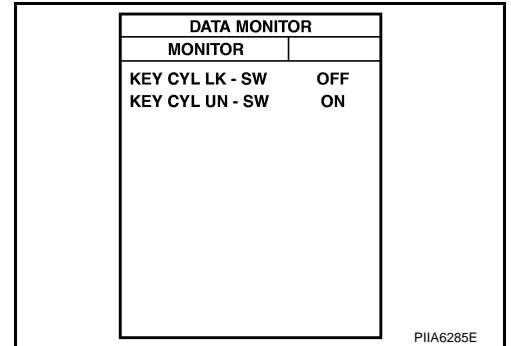 DATA MONITOR
MONITOR
KEY CYL LK - SW OFF
KEY CYL UN - SW ON
PIIA6285E